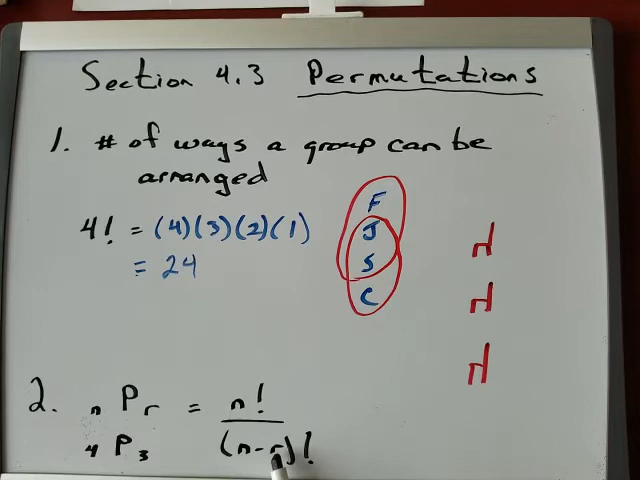 Section 4.3 Permutations
1. # of ways a group can be
arranged
4! = (4)(3)(2)(1)
= 24
F
J
S
C
2. nPr = n!
(n-r)!
4P3